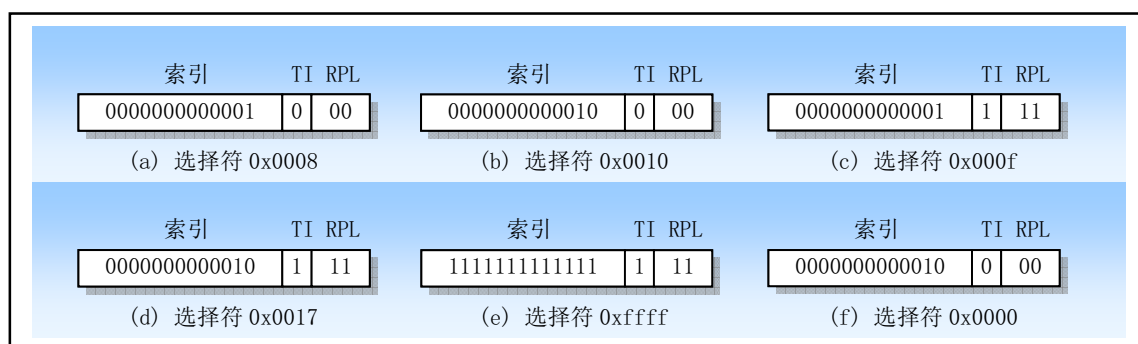 索引 TI RPL 索引 TI RPL 索引 TI RPL
0000000000001 0 00 0000000000010 0 00 0000000000001 1 11
(a) 选择符 0x0008 (b) 选择符 0x0010 (c) 选择符 0x000f
索引 TI RPL 索引 TI RPL 索引 TI RPL
0000000000010 1 11 1111111111111 1 11 0000000000010 0 00
(d) 选择符 0x0017 (e) 选择符 0xffff (f) 选择符 0x0000